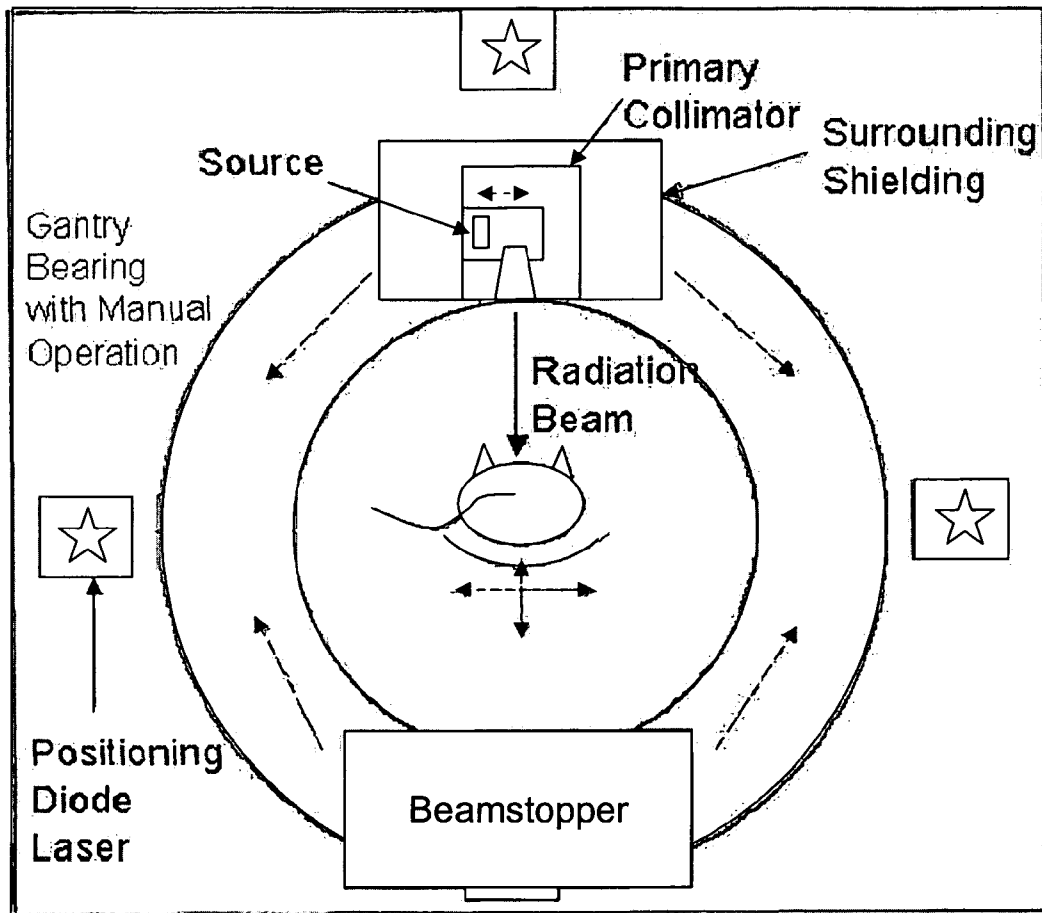 Primary
Collimator
Surrounding
Shielding
Source
Gantry
Bearing
with Manual
Operation
Radiation
Beam
Positioning
Diode
Laser
Beamstopper